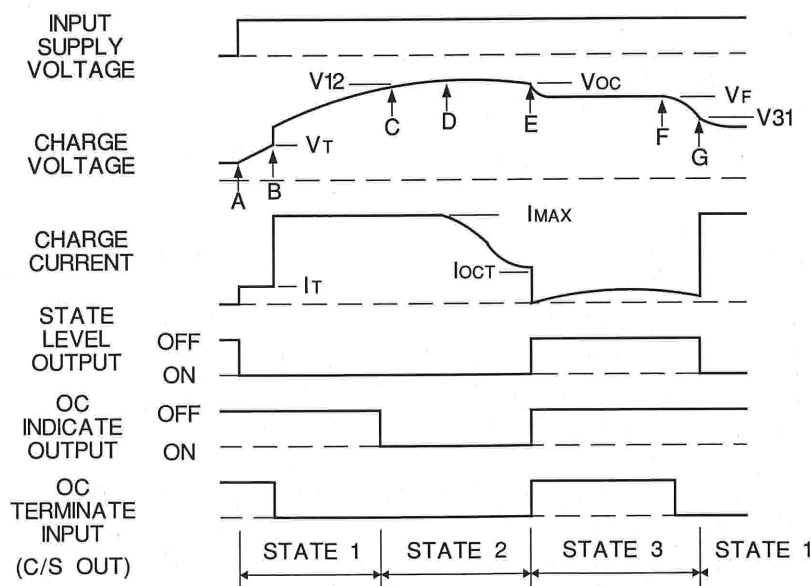 INPUT
SUPPLY
VOLTAGE
V12
VOC
VF
V31
C
D
E
F
G
CHARGE
VOLTAGE
VT
A
B
CHARGE
CURRENT
IMAX
IOCT
IT
STATE
LEVEL
OUTPUT
OFF
ON
OC
INDICATE
OUTPUT
OFF
ON
OC
TERMINATE
INPUT
(C/S OUT)
STATE 1
STATE 2
STATE 3
STATE 1